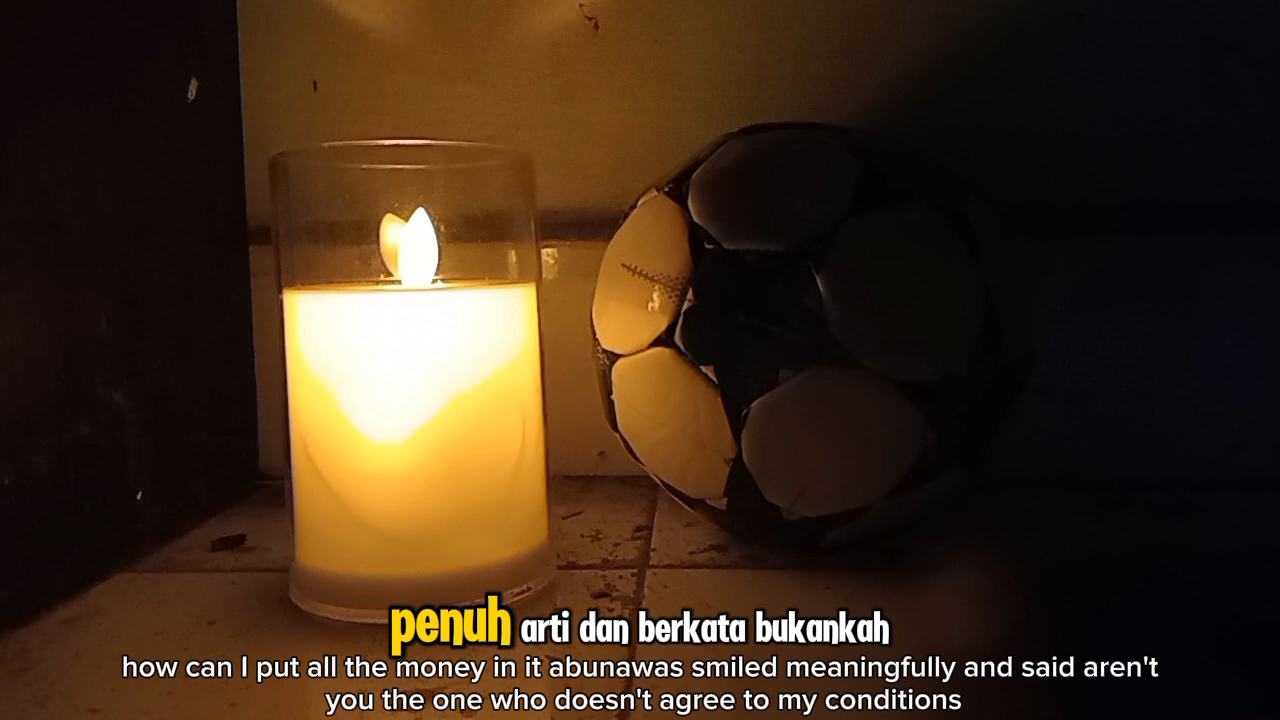 penuh arti dan berkata bukankah
how can I put all the money in it abunawas smiled meaningfully and said aren't
you the one who doesn't agree to my conditions